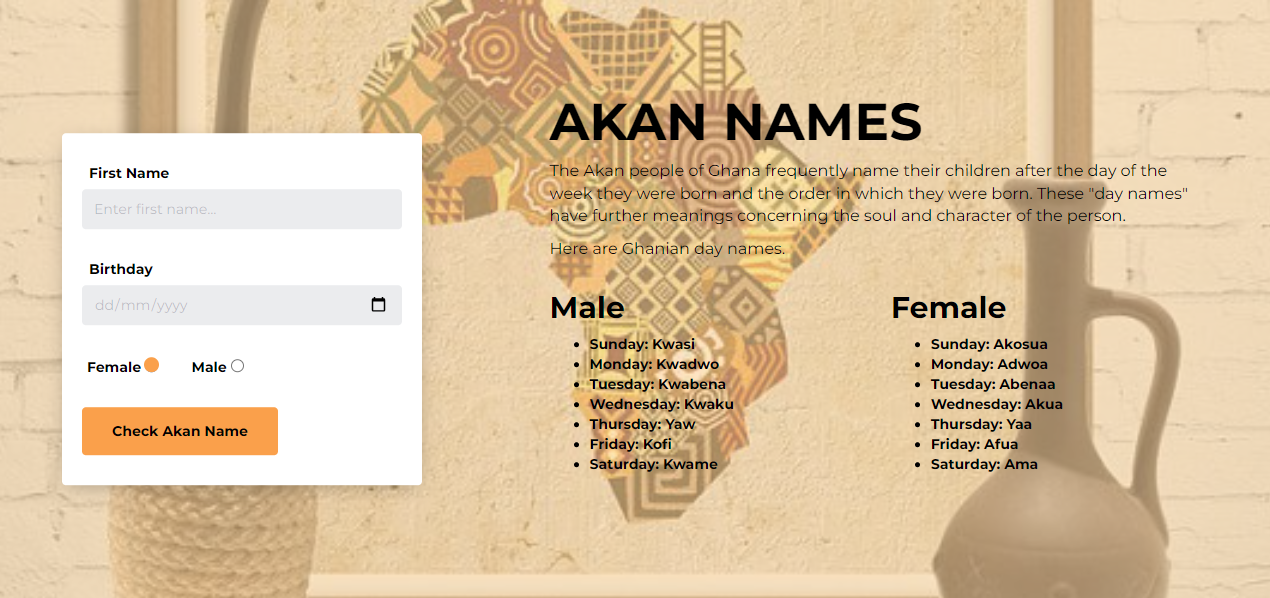 First Name
Enter first name...
Birthday
dd/mm/yyyy
Female Male
Check Akan Name
AKAN NAMES
The Akan people of Ghana frequently name their children after the day of the
week they were born and the order in which they were born. These "day names"
have further meanings concerning the soul and character of the person.
Here are Ghanian day names.
Male
Sunday: Kwasi
Monday: Kwadwo
Tuesday: Kwabena
Wednesday: Kwaku
Thursday: Yaw
Friday: Kofi
Saturday: Kwame
Female
Sunday: Akosua
Monday: Adwoa
Tuesday: Abenaa
Wednesday: Akua
Thursday: Yaa
Friday: Afua
Saturday: Ama